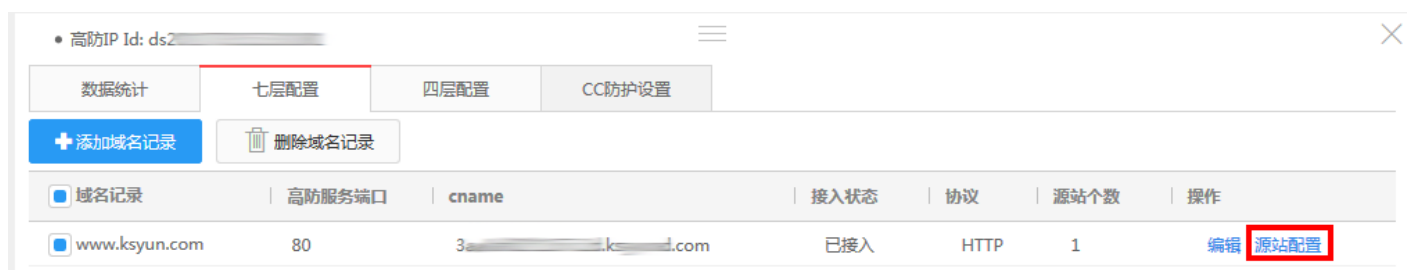 • 高防IP Id: ds2
数据统计 七层配置 四层配置 CC防护设置
添加域名记录 删除域名记录
域名记录 高防服务端口 cname 接入状态 协议 源站个数 操作
www.ksyun.com 80 3 .com 已接入 HTTP 1 编辑 源站配置